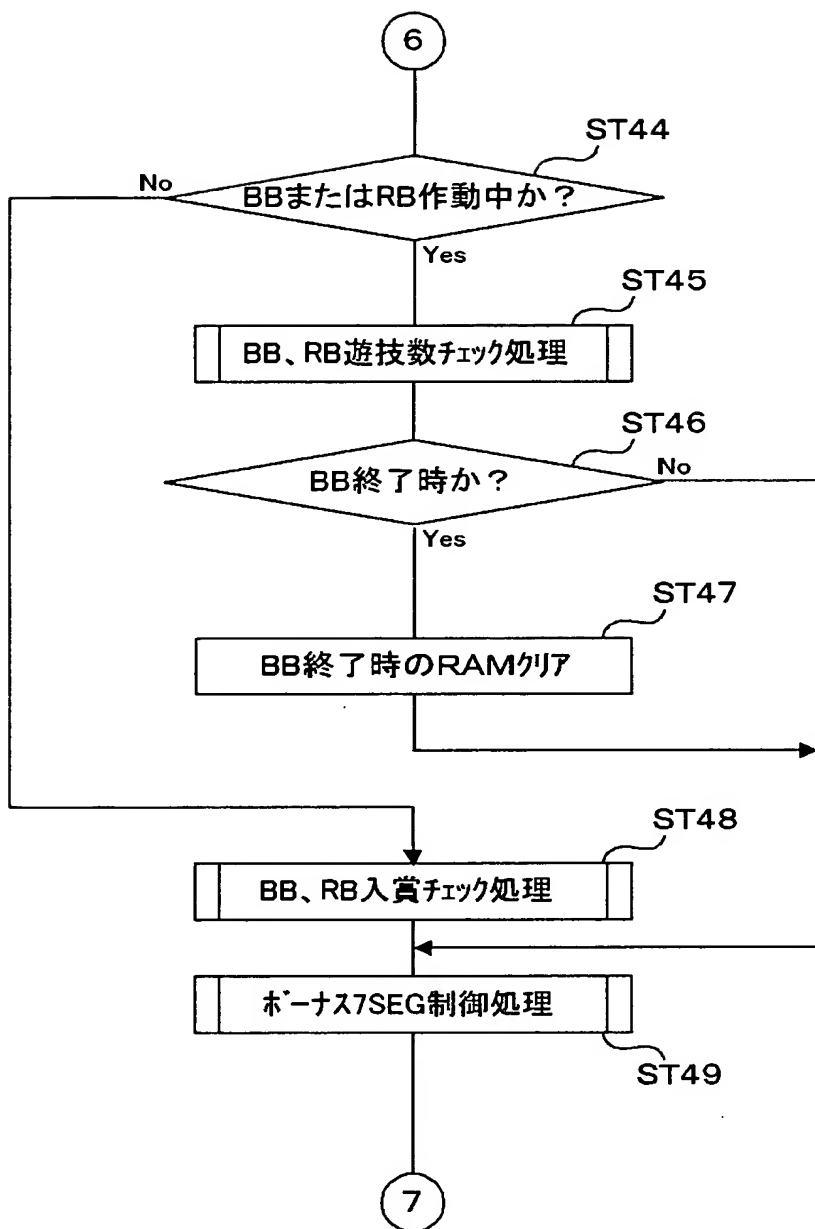 6
ST44
No
BBまたはRB作動中か？
Yes
ST45
BB、RB遊技数チェック処理
ST46
No
BB終了時か？
Yes
ST47
BB終了時のRAMクリア
ST48
BB、RB入賞チェック処理
ボーナス7SEG制御処理
ST49
7